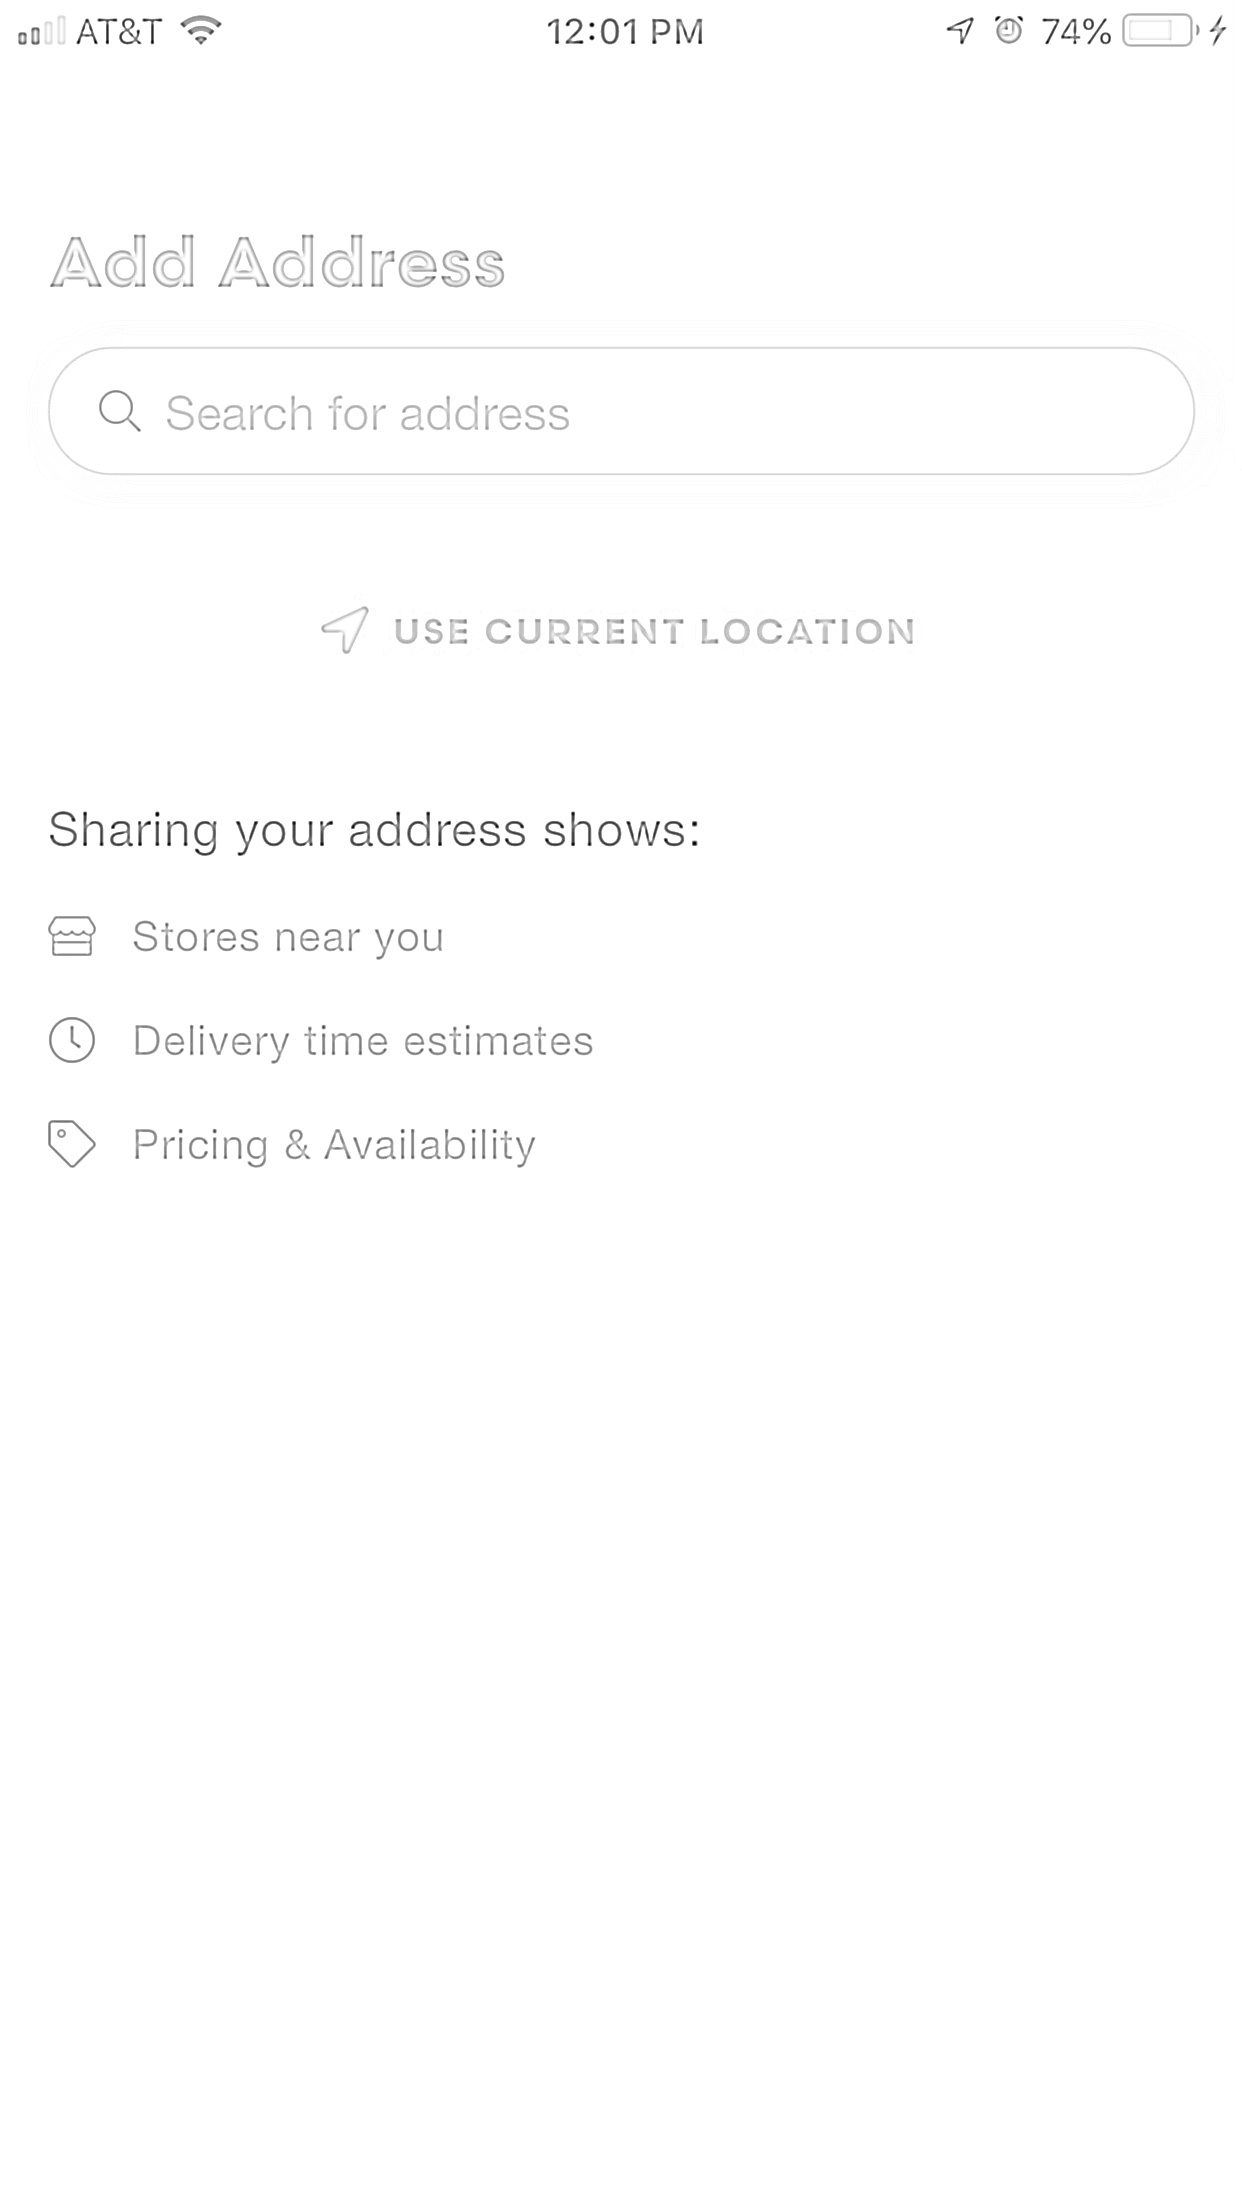 AT&T 12:01 PM 74%
Add Address
Search for address
USE CURRENT LOCATION
Sharing your address shows:
Stores near you
Delivery time estimates
Pricing & Availability